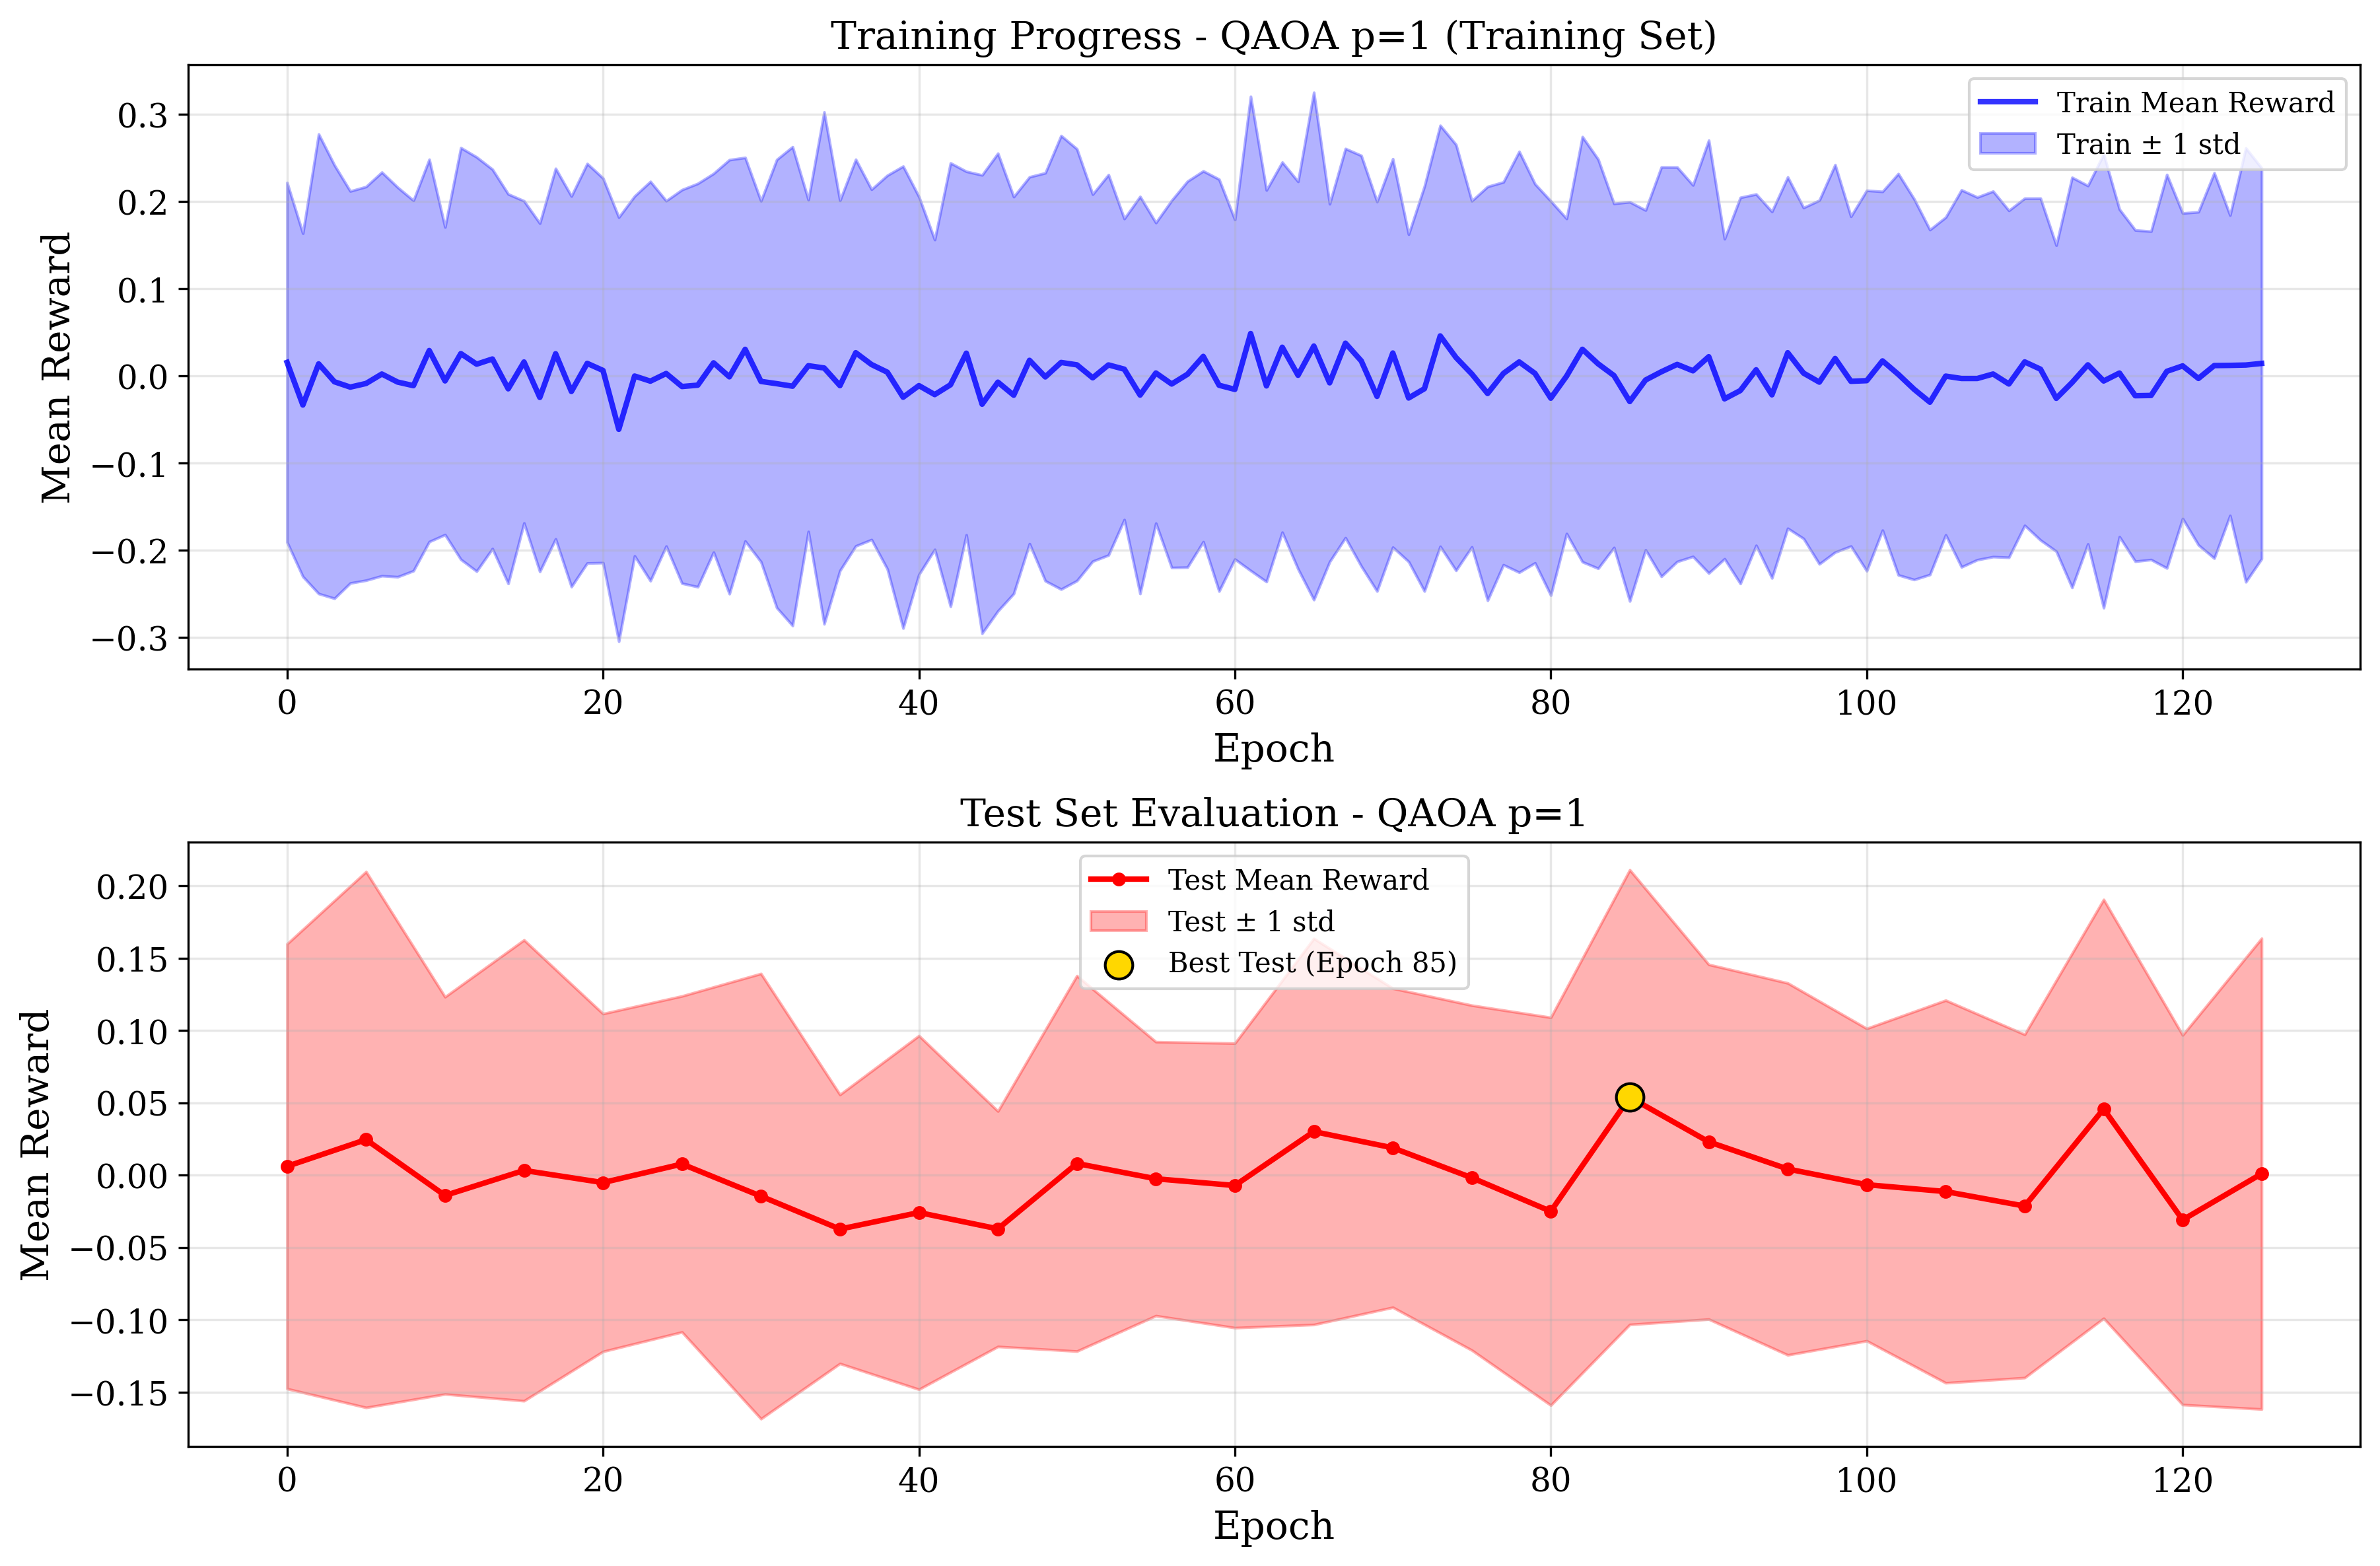 Training Progress - QAOA p=1 (Training Set)
Train Mean Reward
Train ± 1 std
Mean Reward
0.3
0.2
0.1
0.0
−0.1
−0.2
−0.3
0 20 40 60 80 100 120
Epoch
Test Set Evaluation - QAOA p=1
Test Mean Reward
Test ± 1 std
Best Test (Epoch 85)
Mean Reward
0.20
0.15
0.10
0.05
0.00
−0.05
−0.10
−0.15
0 20 40 60 80 100 120
Epoch